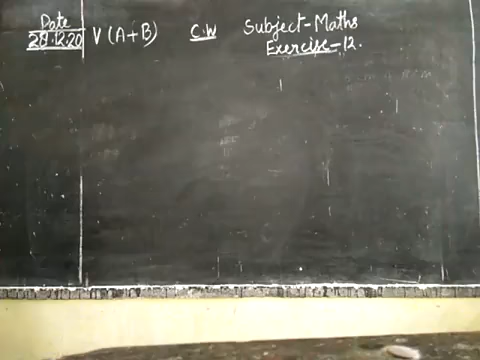 Date
28.12.20 V (A+B) C.W Subject-Maths
Exercise-12.